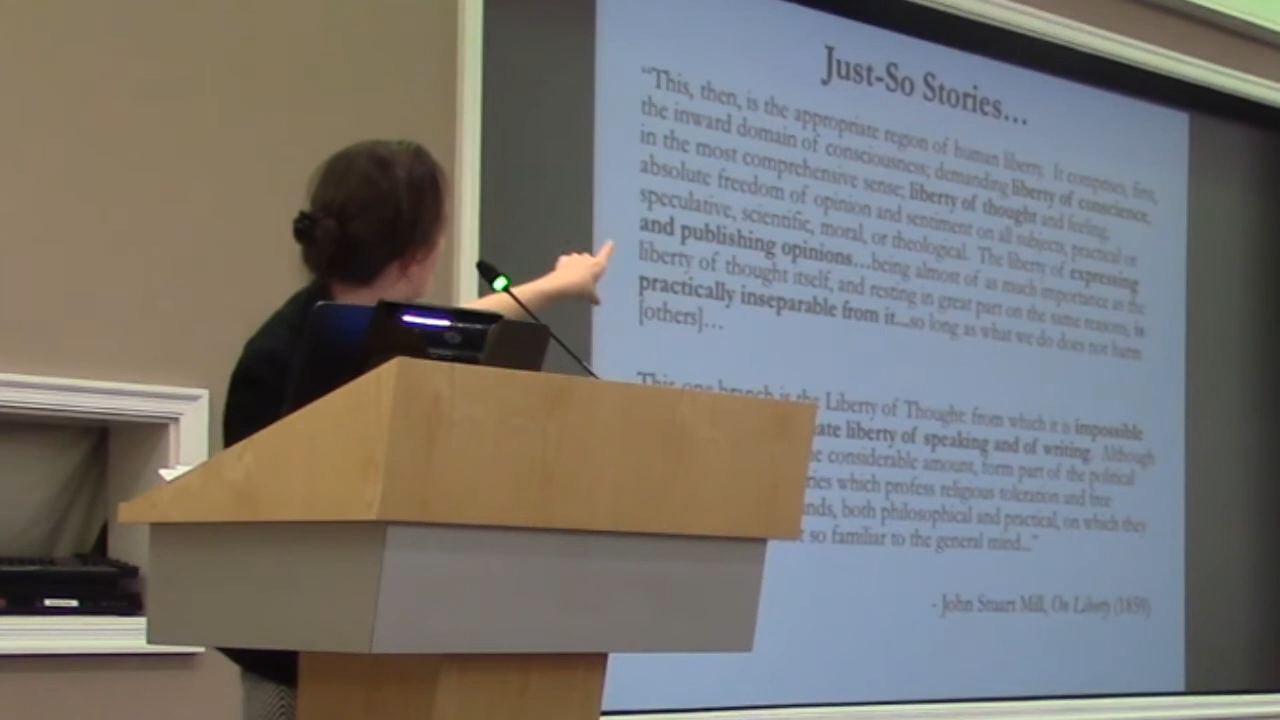 Just-So Stories...
“This, then, is the appropriate region of human liberty. It comprises, first,
the inward domain of consciousness; demanding liberty of conscience,
in the most comprehensive sense; liberty of thought and feeling,
absolute freedom of opinion and sentiment on all subjects, practical or
speculative, scientific, moral, or theological. The liberty of expressing
and publishing opinions...being almost of as much importance as the
liberty of thought itself, and resting in great part on the same reasons, is
practically inseparable from it...so long as what we do does not harm
[others]...
This one branch is the Liberty of Thought: from which it is impossible
liberty of speaking and of writing. Although
considerable amount, form part of the political
which profess religious toleration and free
both philosophical and practical, on which they
so familiar to the general mind...”
- John Stuart Mill, On Liberty (1859)